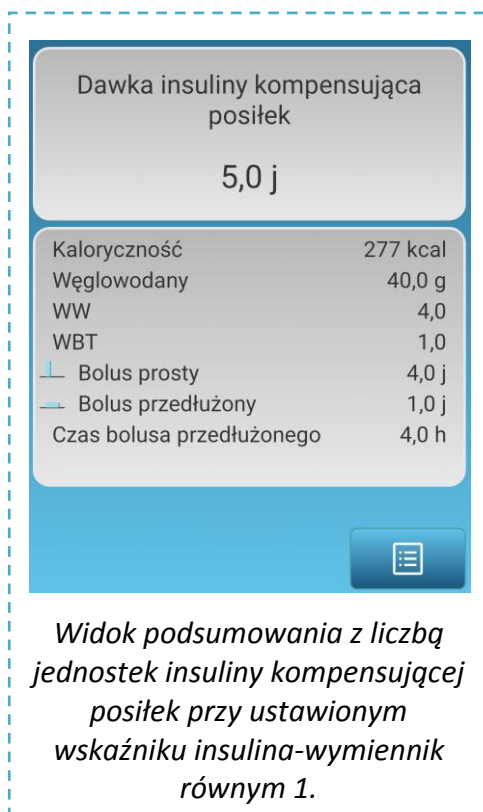 Dawka insuliny kompensująca
posiłek
5,0 j
Kaloryczność 277 kcal
Węglowodany 40,0 g
WW 4,0
WBT 1,0
Bolus prosty 4,0 j
Bolus przedłużony 1,0 j
Czas bolusa przedłużonego 4,0 h
Widok podsumowania z liczbą
jednostek insuliny kompensującej
posiłek przy ustawionym
wskaźniku insulina-wymiennik
równym 1.